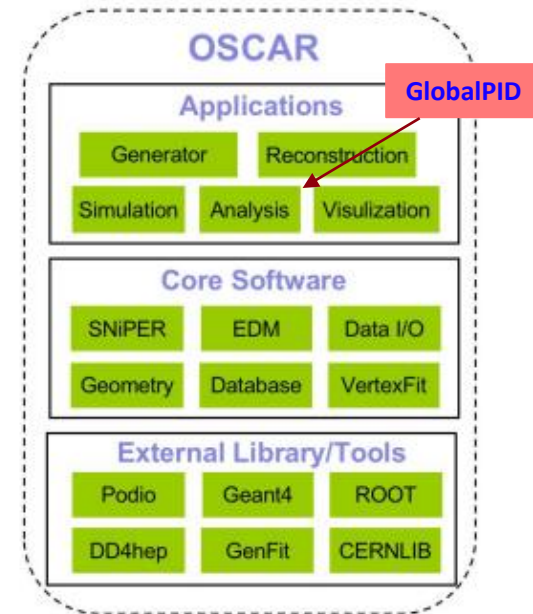 OSCAR
Applications
GlobalPID
Generator
Reconstruction
Simulation
Analysis
Visulization
Core Software
SNiPER
EDM
Data I/O
Geometry
Database
VertexFit
External Library/Tools
Podio
Geant4
ROOT
DD4hep
GenFit
CERNLIB